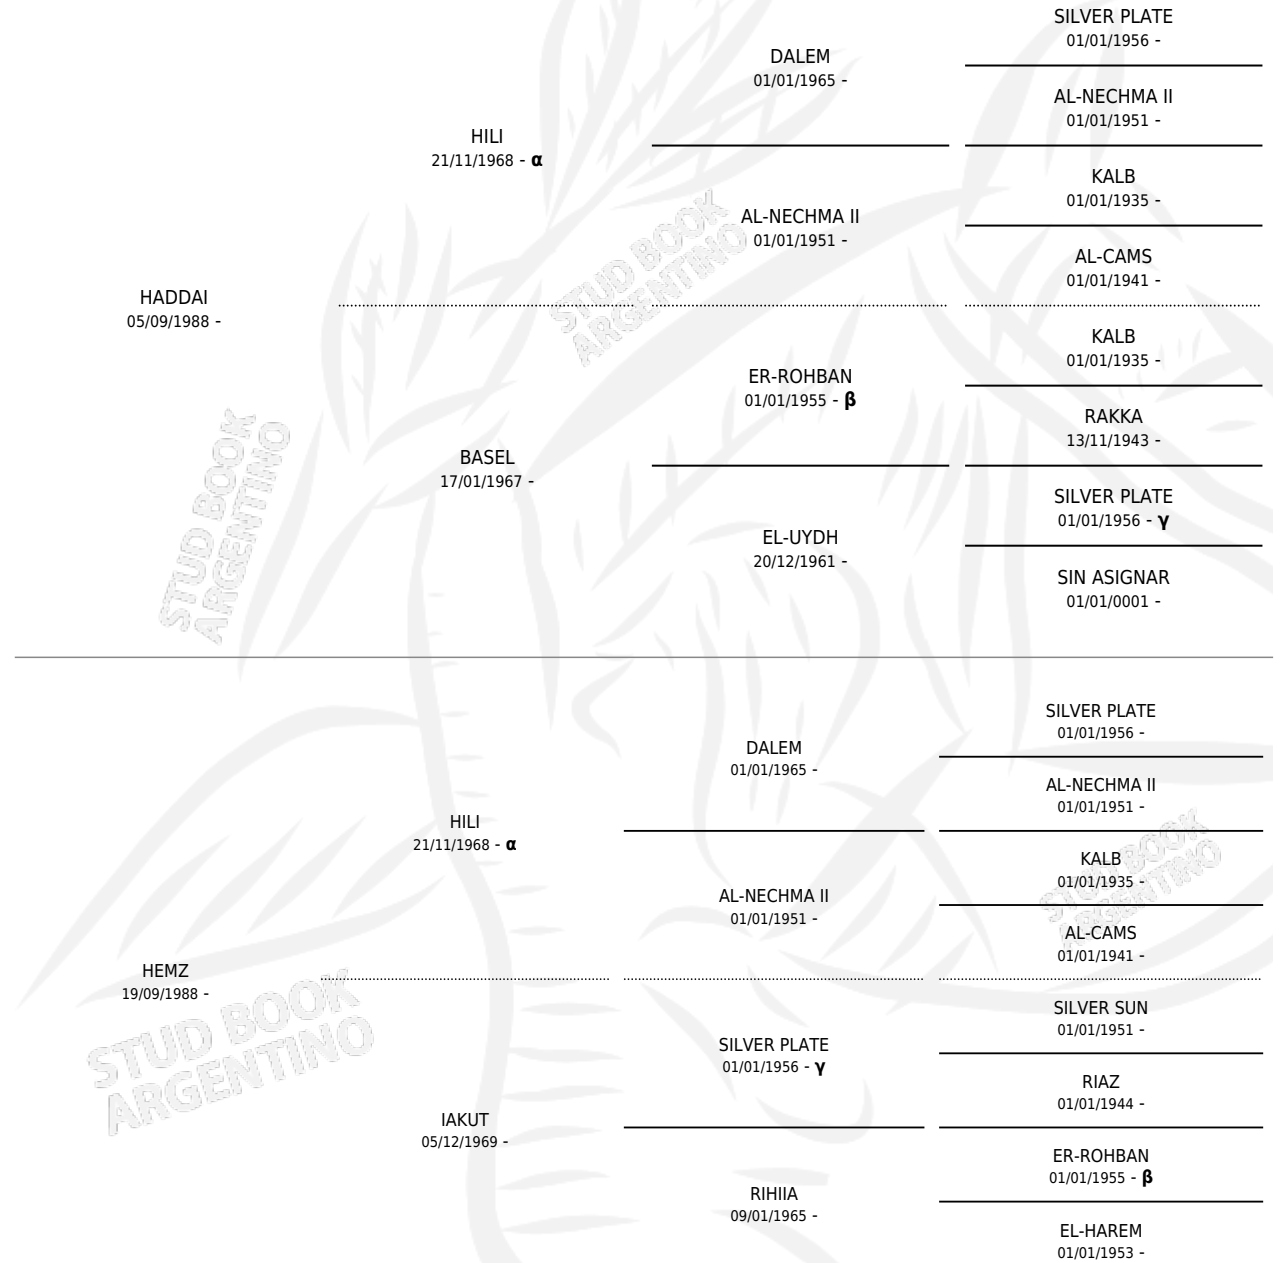 SILVER PLATE
01/01/1956 -
DALEM
01/01/1965 -
AL-NECHMA II
01/01/1951 -
HILI
21/11/1968 - α
KALB
01/01/1935 -
AL-NECHMA II
01/01/1951 -
AL-CAMS
01/01/1941 -
HADDAI
05/09/1988 -
KALB
01/01/1935 -
ER-ROHBAN
01/01/1955 - β
RAKKA
13/11/1943 -
BASEL
17/01/1967 -
SILVER PLATE
01/01/1956 - γ
EL-UYDH
20/12/1961 -
SIN ASIGNAR
01/01/0001 -
STUD BOOK
ARGENTINO
STUD BOOK
ARGENTINO
SILVER PLATE
01/01/1956 -
DALEM
01/01/1965 -
AL-NECHMA II
01/01/1951 -
HILI
21/11/1968 - α
KALB
01/01/1935 -
AL-NECHMA II
01/01/1951 -
AL-CAMS
01/01/1941 -
HEMZ
19/09/1988 -
SILVER SUN
01/01/1951 -
SILVER PLATE
01/01/1956 - γ
RIAZ
01/01/1944 -
IAKUT
05/12/1969 -
ER-ROHBAN
01/01/1955 - β
RIHIIA
09/01/1965 -
EL-HAREM
01/01/1953 -
STUD BOOK
ARGENTINO
STUD BOOK
ARGENTINO